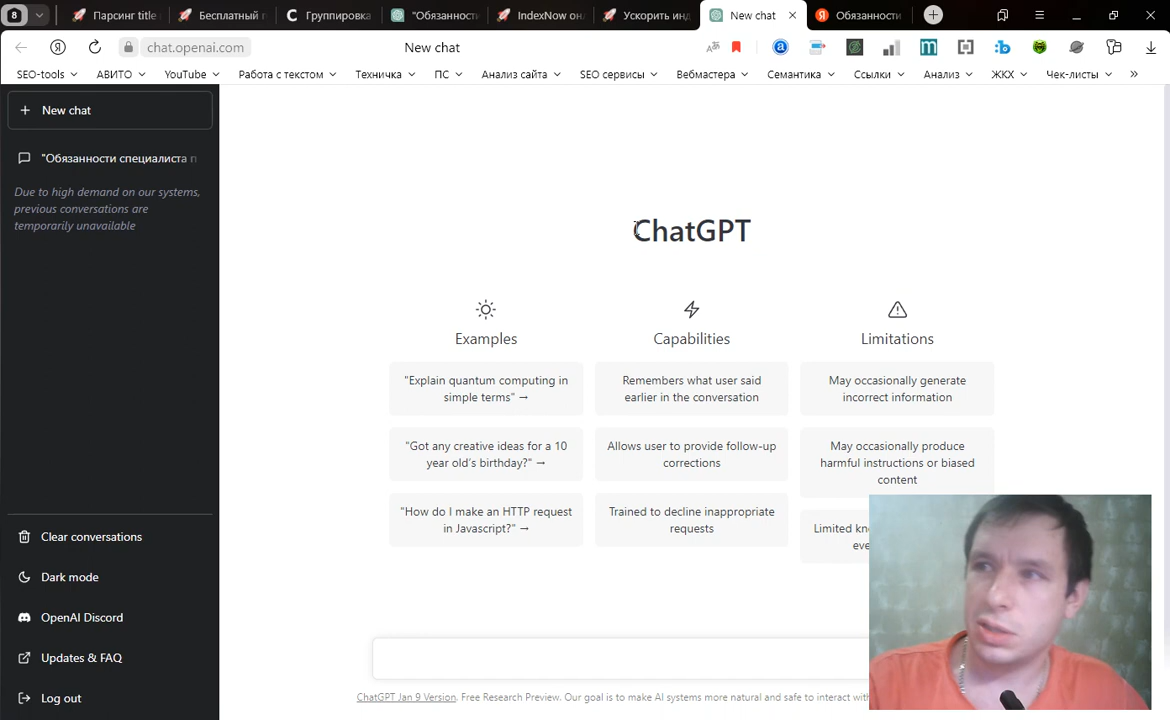 8
Парсинг title
Бесплатный п
Группировка
"Обязанность
IndexNow он
Ускорить инд
New chat
Обязанности
chat.openai.com
New chat
SEO-tools
АВИТО
YouTube
Работа с текстом
Техничка
ПС
Анализ сайта
SEO сервисы
Вебмастера
Семантика
Ссылки
Анализ
ЖКХ
Чек-листы
+ New chat
"Обязанности специалиста п
Due to high demand on our systems,
previous conversations are
temporarily unavailable
Clear conversations
Dark mode
OpenAI Discord
Updates & FAQ
Log out
ChatGPT
Examples
"Explain quantum computing in
simple terms" →
"Got any creative ideas for a 10
year old's birthday?" →
"How do I make an HTTP request
in Javascript?" →
Capabilities
Remembers what user said
earlier in the conversation
Allows user to provide follow-up
corrections
Trained to decline inappropriate
requests
Limitations
May occasionally generate
incorrect information
May occasionally produce
harmful instructions or biased
content
Limited kn
eve
ChatGPT Jan 9 Version. Free Research Preview. Our goal is to make AI systems more natural and safe to interact with